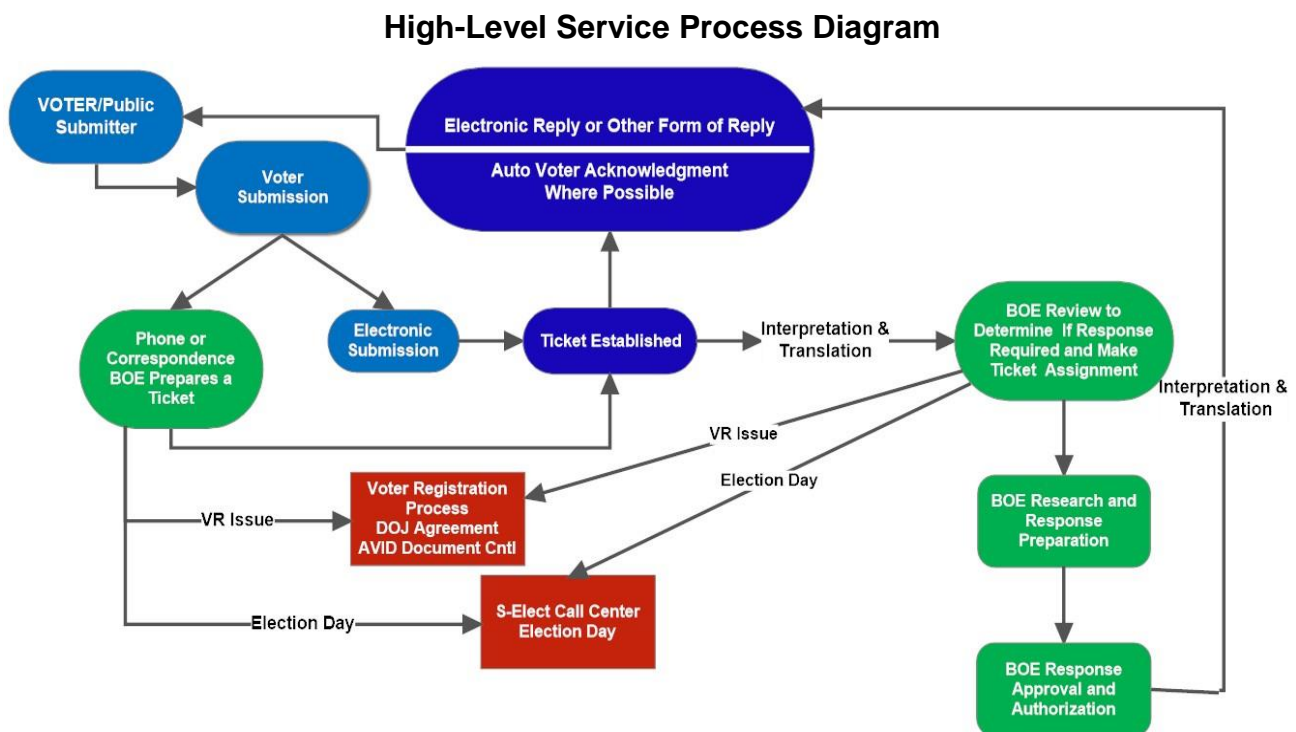 High-Level Service Process Diagram
VOTER/Public
Submitter
Voter
Submission
Electronic Reply or Other Form of Reply
Auto Voter Acknowledgment
Where Possible
Phone or
Correspondence
BOE Prepares a
Ticket
Electronic
Submission
Ticket Established
Interpretation &
Translation
BOE Review to
Determine If Response
Required and Make
Ticket Assignment
Interpretation &
Translation
VR Issue
Election Day
Voter Registration
Process
DOJ Agreement
AVID Document Cntl
VR Issue
BOE Research and
Response
Preparation
S-Elect Call Center
Election Day
Election Day
BOE Response
Approval and
Authorization